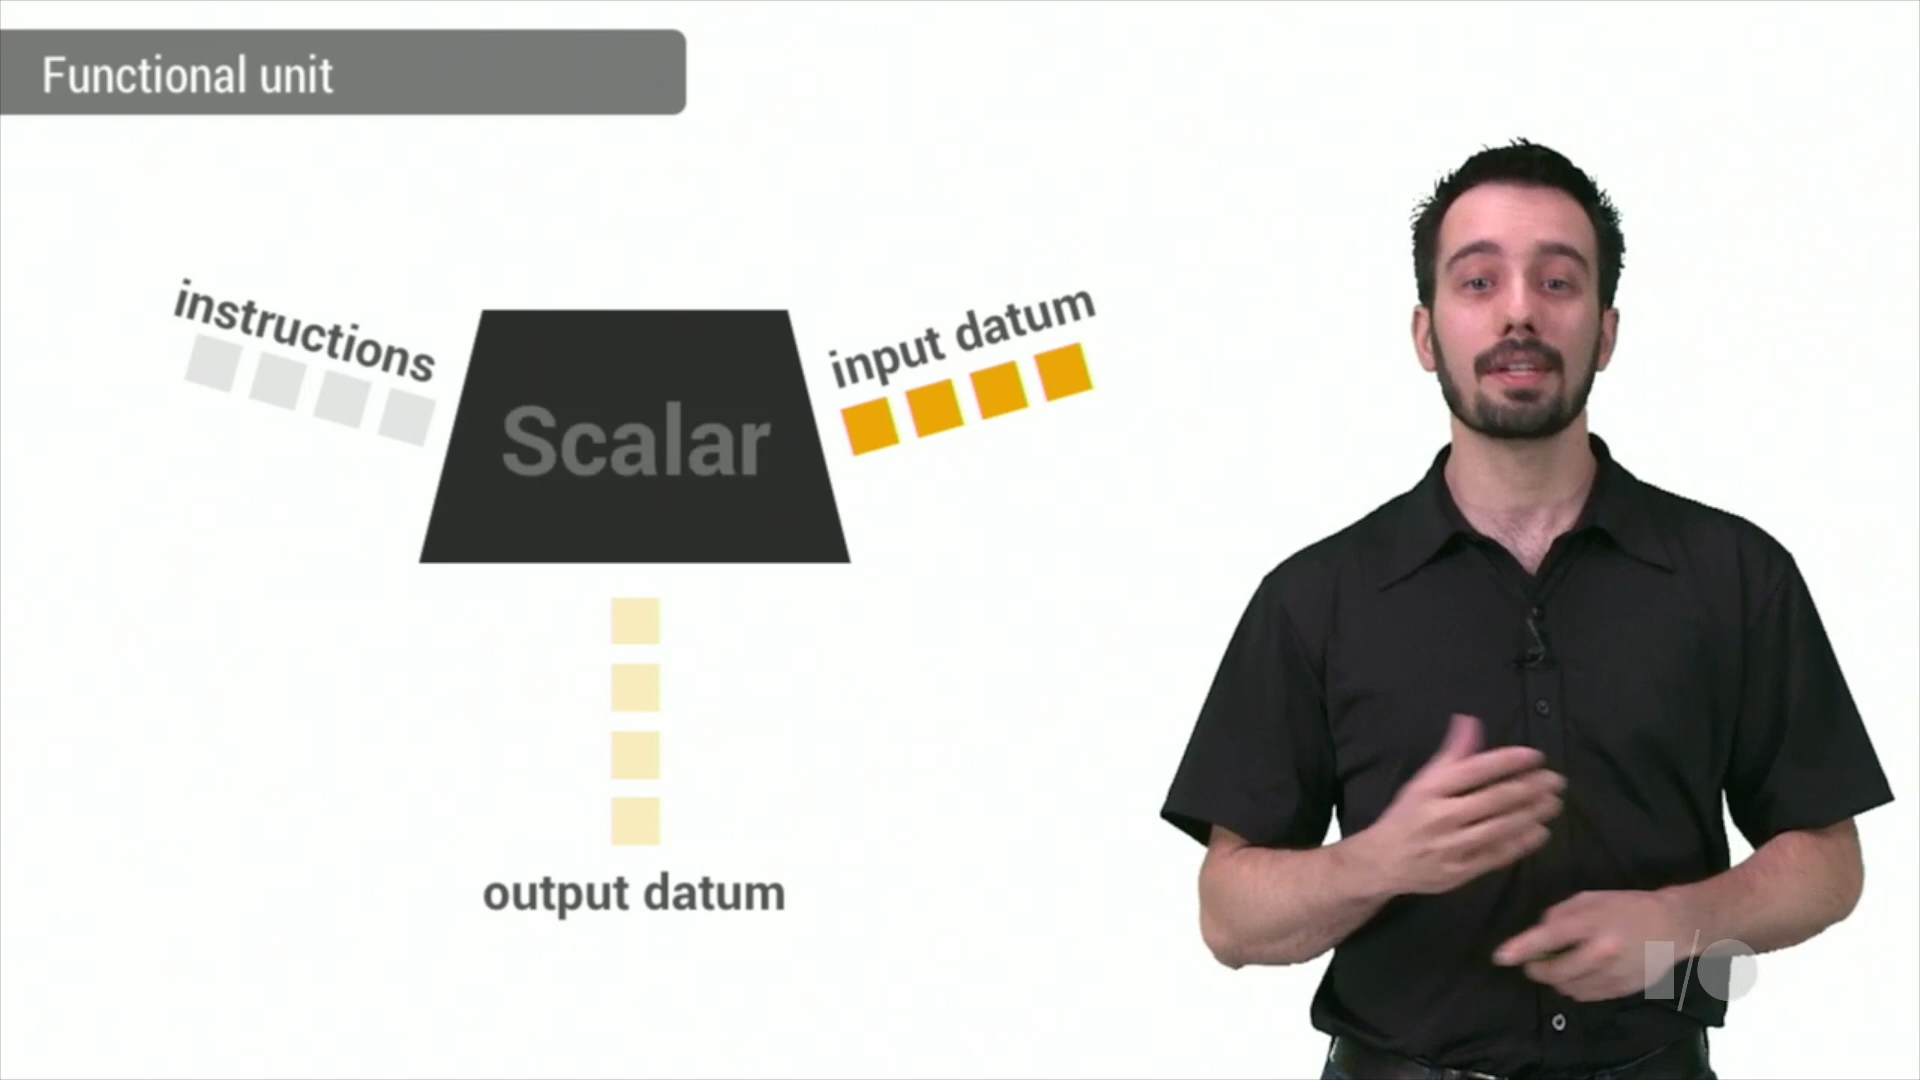 Functional unit
instructions
input datum
Scalar
output datum
I/O